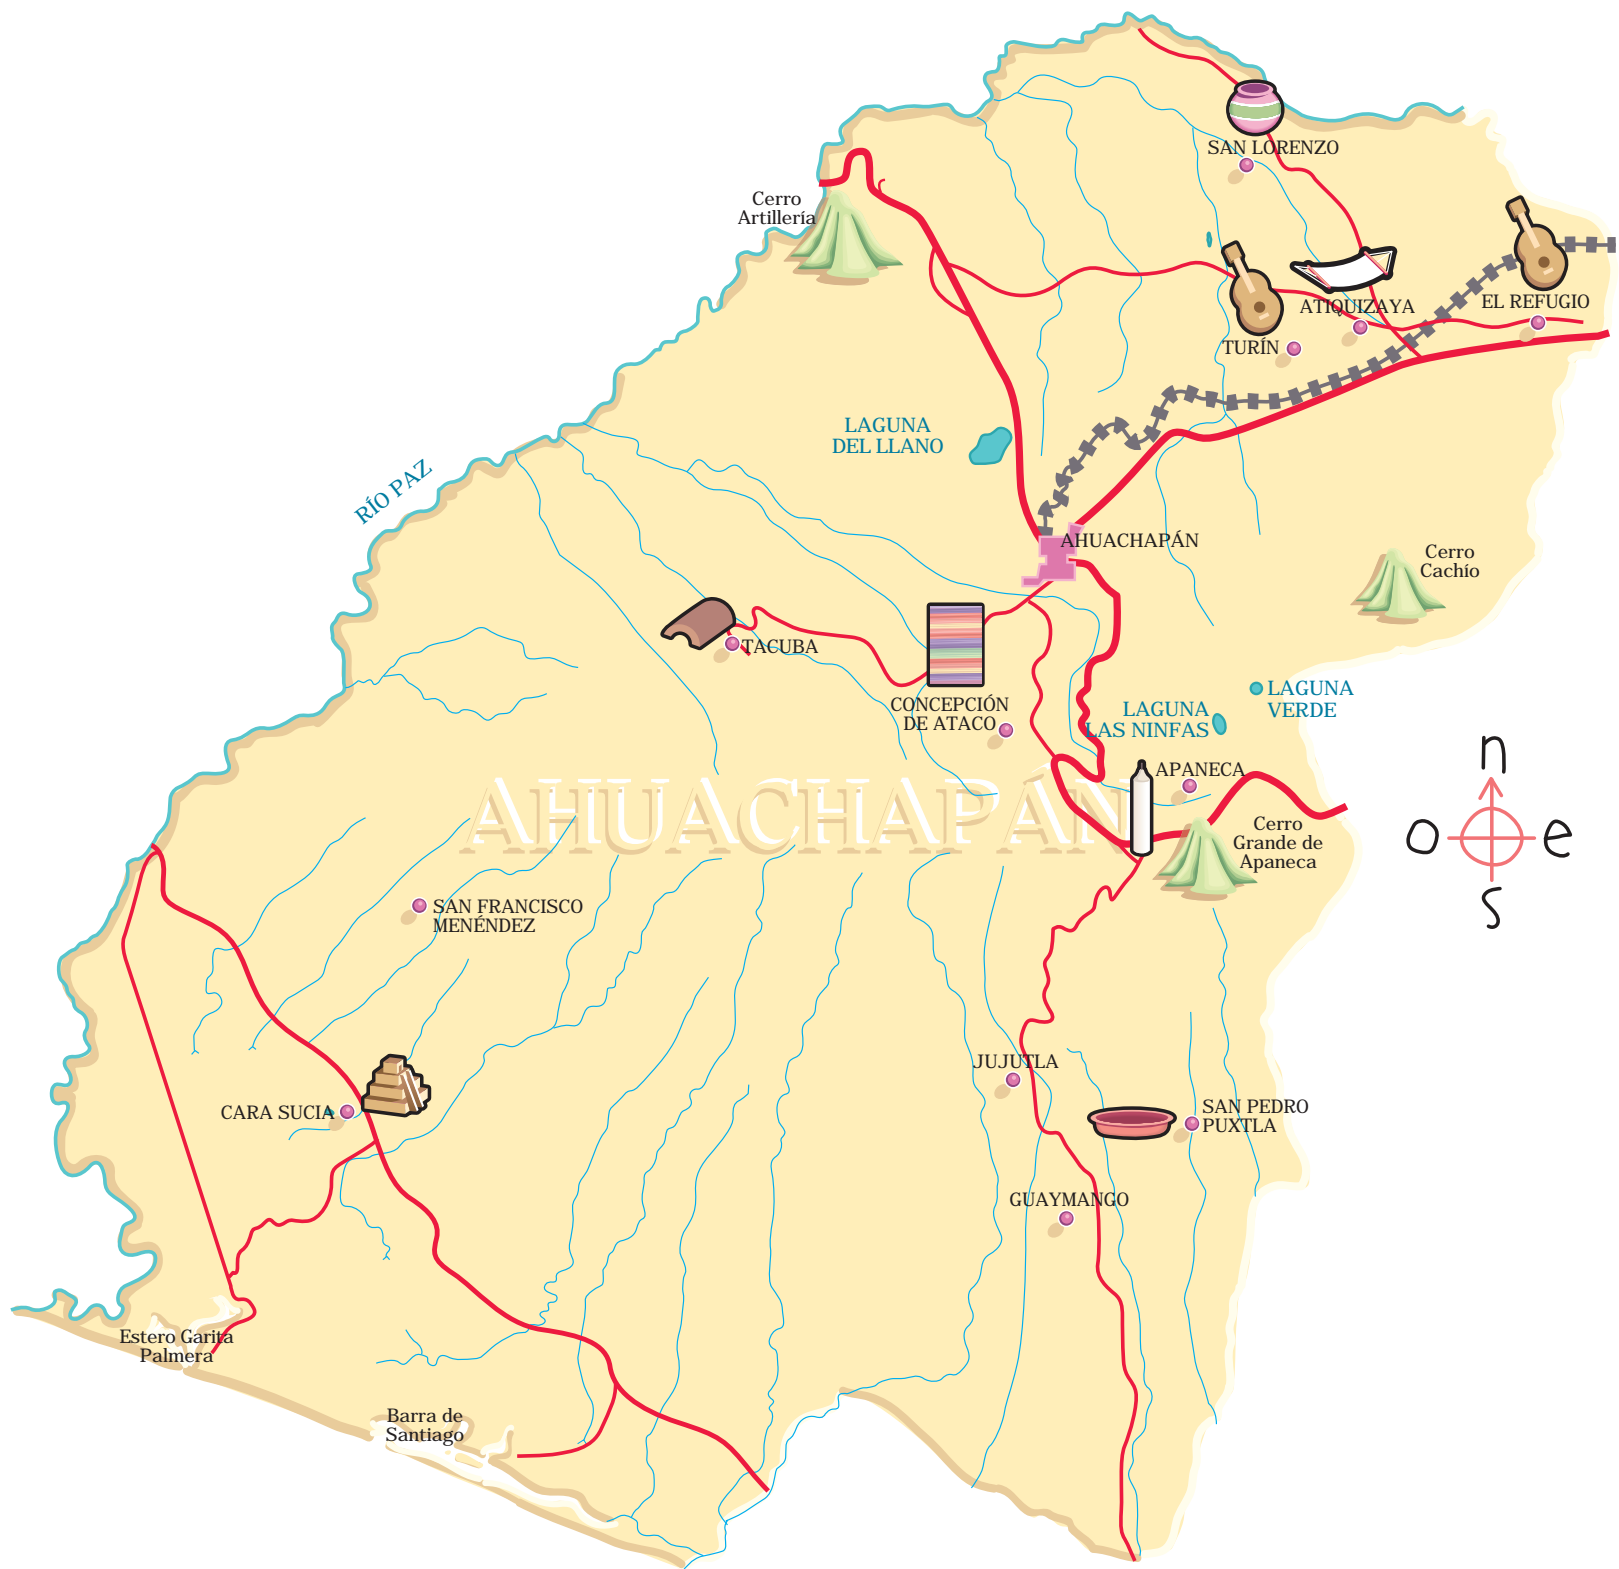 SAN LORENZO
Cerro
Artillería
EL REFUGIO
ATIQUIZAYA
TURÍN
LAGUNA
DEL LLANO
RÍO PAZ
AHUACHAPÁN
Cerro
Cachío
TACUBA
CONCEPCIÓN
DE ATACO
LAGUNA
VERDE
LAGUNA
LAS NINFAS
n
APANECA
AHUACHAPÁN
Cerro
Grande de
Apaneca
o
e
s
SAN FRANCISCO
MENÉNDEZ
JUJUTLA
CARA SUCIA
SAN PEDRO
PUXTLA
GUAYMANGO
Estero Garita
Palmera
Barra de
Santiago